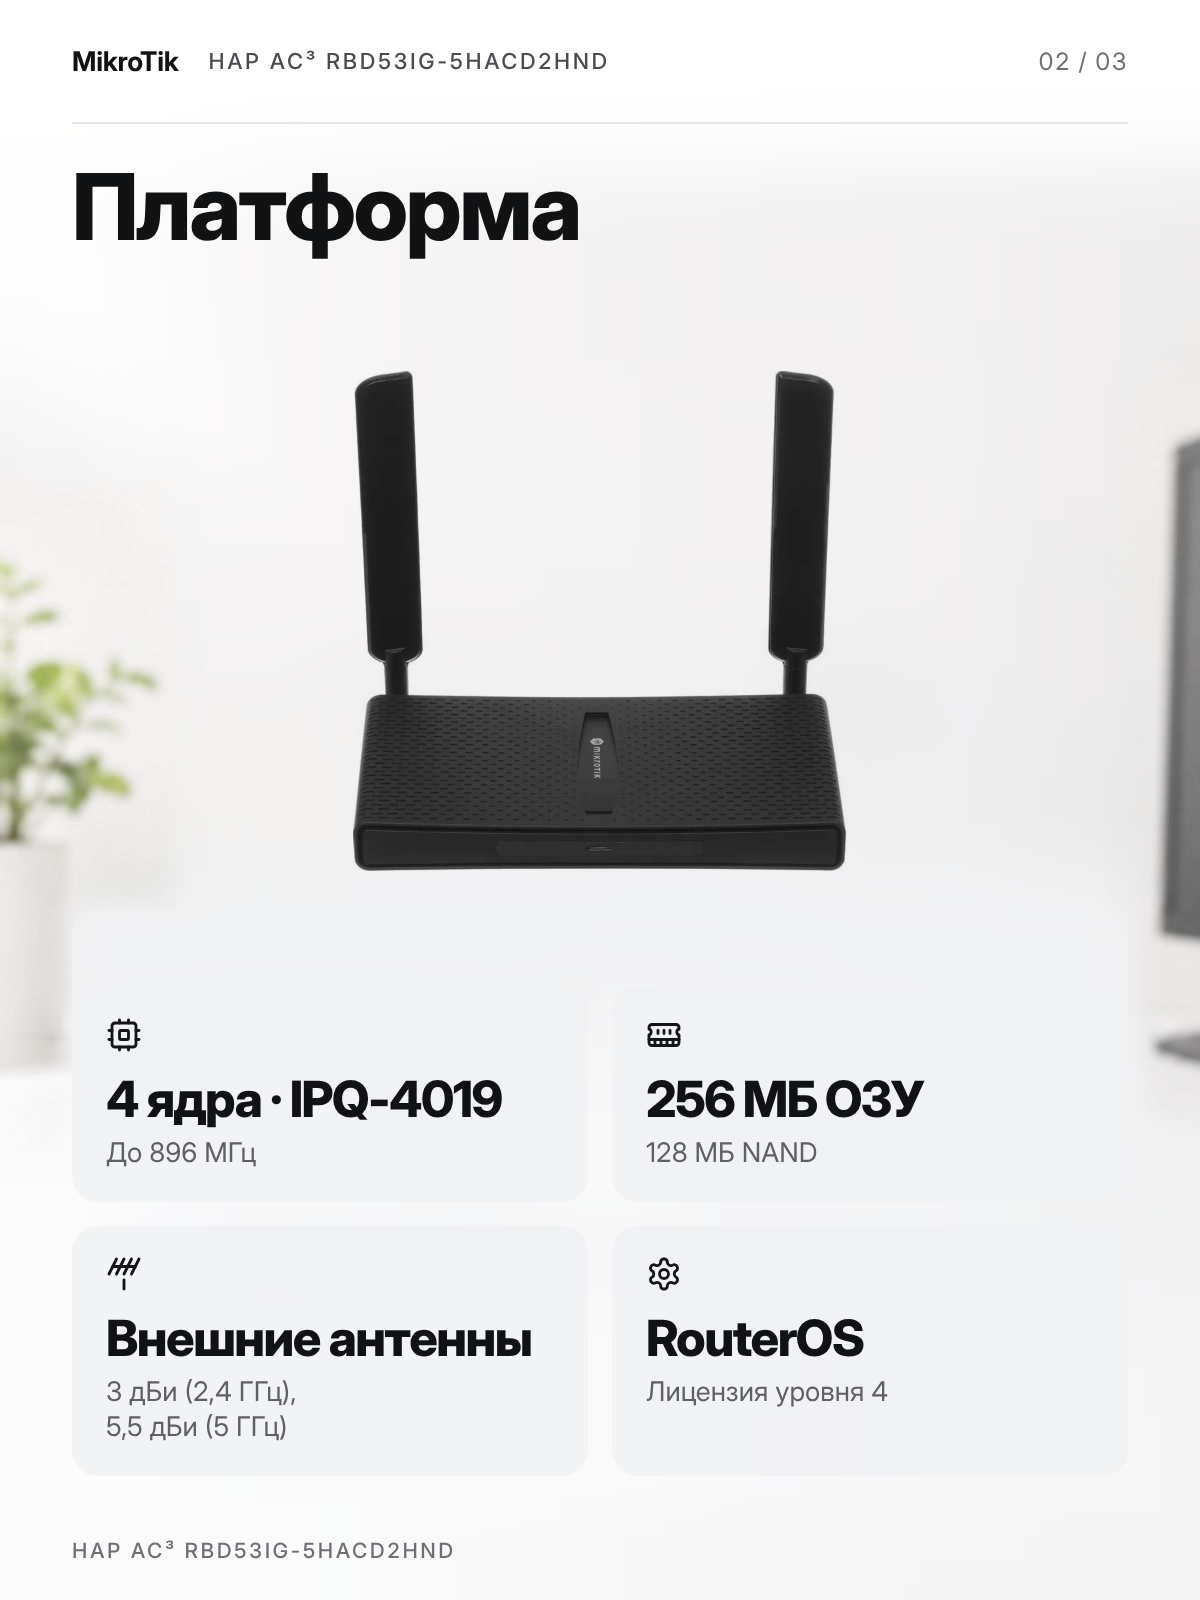 MikroTik HAP AC³ RBD53IG-5HACD2HND 02 / 03
Платформа
MIKROTIK
4 ядра · IPQ-4019
До 896 МГц
256 МБ ОЗУ
128 МБ NAND
Внешние антенны
3 дБи (2,4 ГГц),
5,5 дБи (5 ГГц)
RouterOS
Лицензия уровня 4
HAP AC³ RBD53IG-5HACD2HND